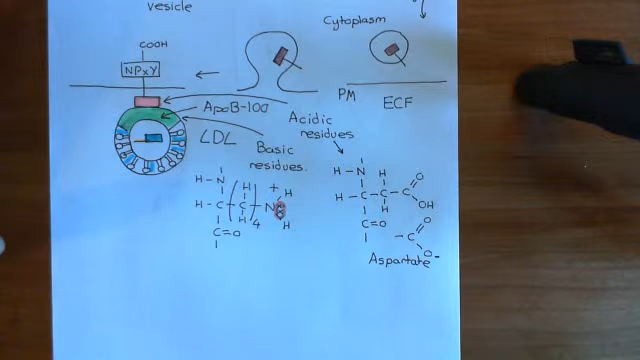 vesicle
Cytoplasm
COOH
NPxY
PM
ECF
ApoB-100
Acidic
residues
LDL
Basic
residues
H-N
H
+
H
H-C
C
N
H
4
H
C=O
H-N
H
O
H-C-C-C
H
OH
C=O
O
-C
O-
Aspartate